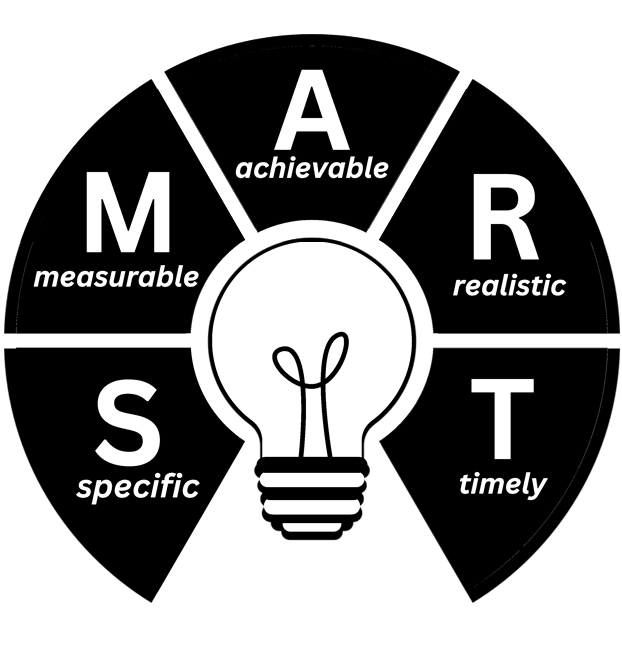 S
specific
M
measurable
A
achievable
R
realistic
T
timely